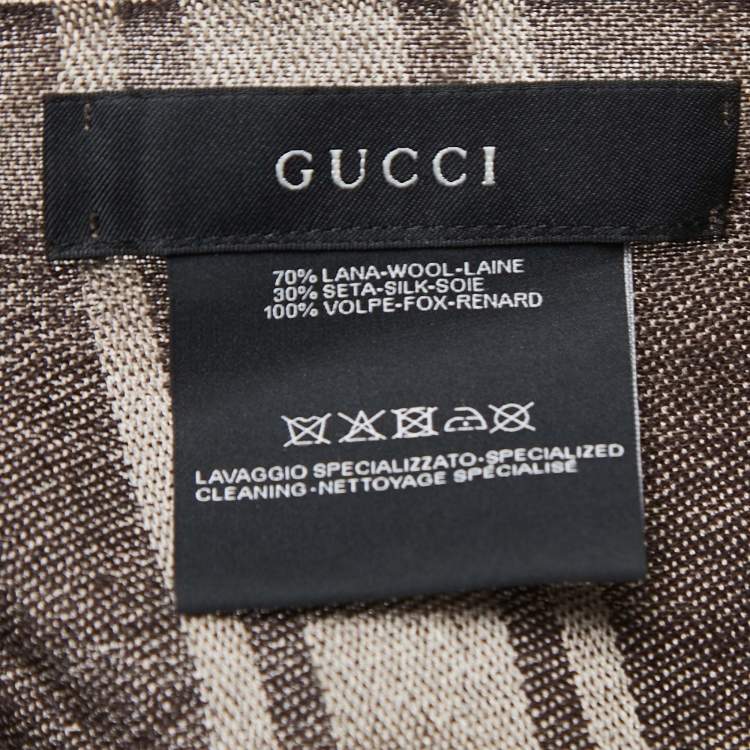 GUCCI
70% LANA-WOOL-LAINE
30% SETA-SILK-SOIE
100% VOLPE-FOX-RENARD
LAVAGGIO SPECIALIZZATO-SPECIALIZED
CLEANING-NETTOYAGE SPÉCIALISÉ